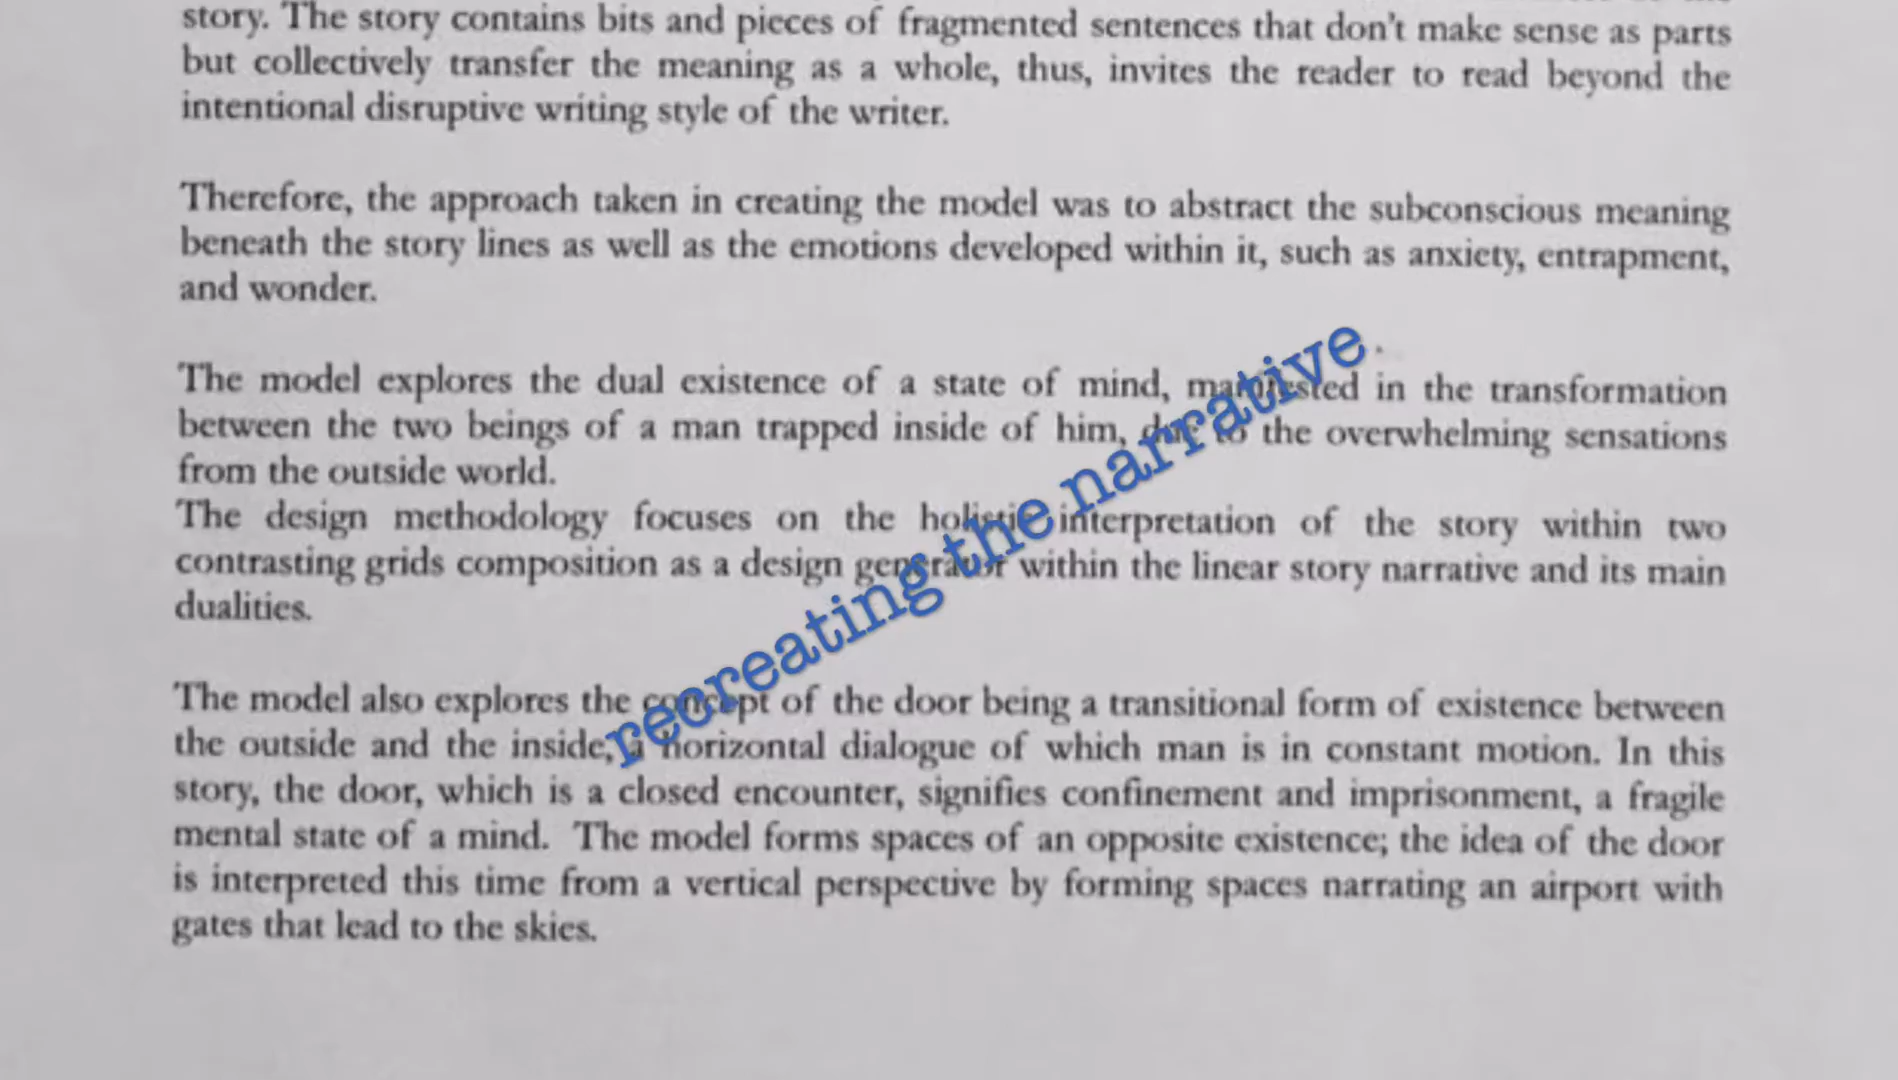 story. The story contains bits and pieces of fragmented sentences that don't make sense as parts
but collectively transfer the meaning as a whole, thus, invites the reader to read beyond the
intentional disruptive writing style of the writer.
Therefore, the approach taken in creating the model was to abstract the subconscious meaning
beneath the story lines as well as the emotions developed within it, such as anxiety, entrapment,
and wonder.
The model explores the dual existence of a state of mind, manifested in the transformation
between the two beings of a man trapped inside of him, due to the overwhelming sensations
from the outside world.
The design methodology focuses on the holistic interpretation of the story within two
contrasting grids composition as a design generator within the linear story narrative and its main
dualities.
The model also explores the concept of the door being a transitional form of existence between
the outside and the inside, a horizontal dialogue of which man is in constant motion. In this
story, the door, which is a closed encounter, signifies confinement and imprisonment, a fragile
mental state of a mind. The model forms spaces of an opposite existence; the idea of the door
is interpreted this time from a vertical perspective by forming spaces narrating an airport with
gates that lead to the skies.
recreating the narrative